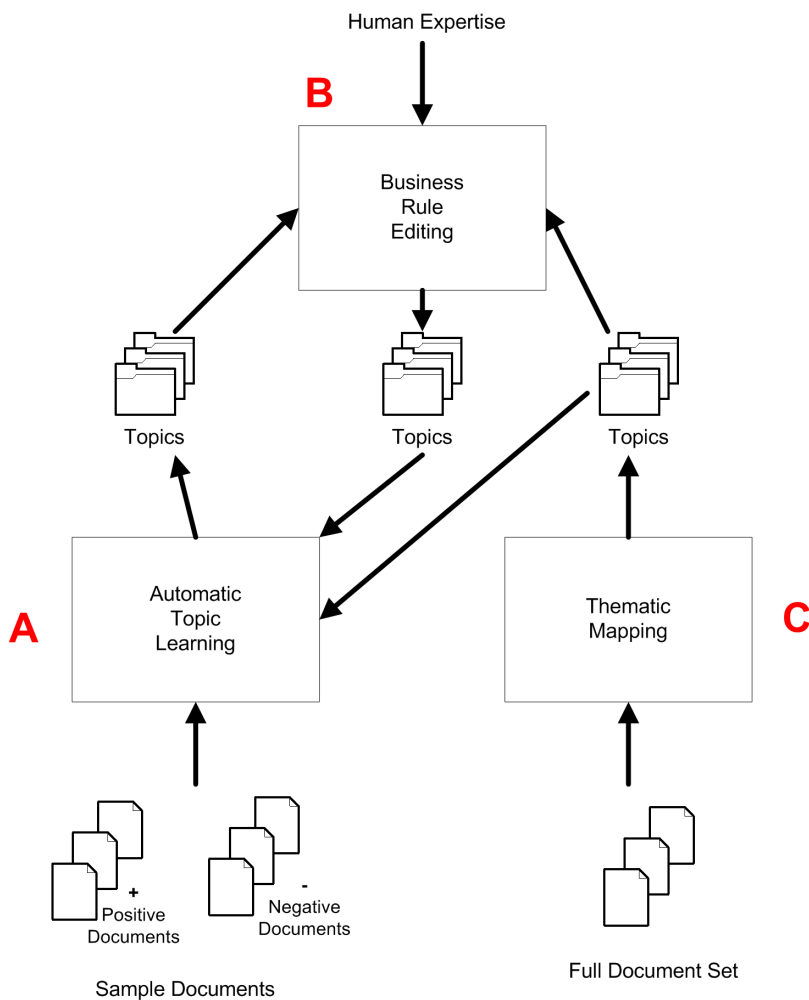 Human Expertise
B
Business
Rule
Editing
Topics
Topics
Topics
A
Automatic
Topic
Learning
Thematic
Mapping
C
+
Positive
Documents
-
Negative
Documents
Sample Documents
Full Document Set